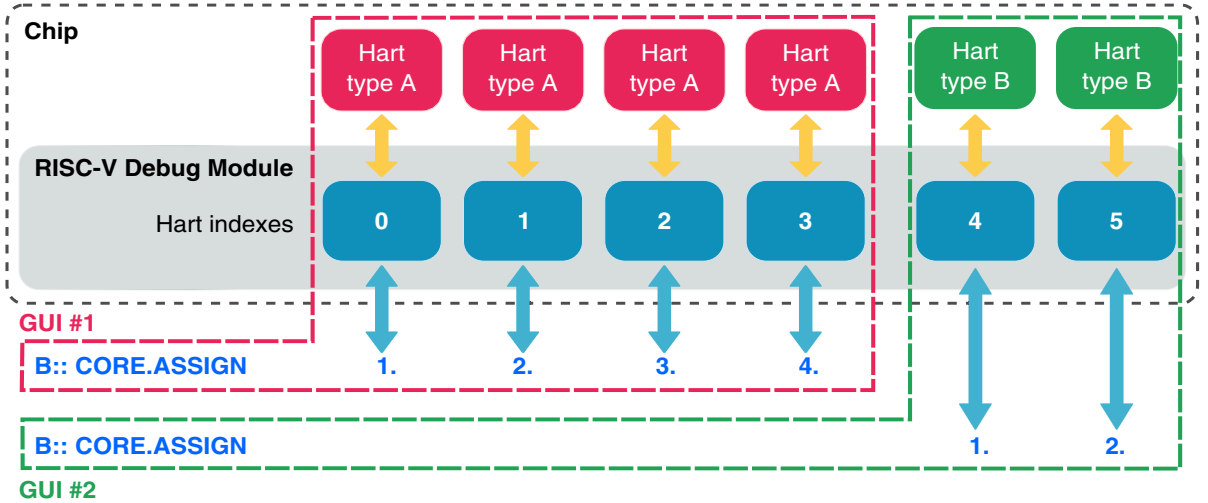 Chip
Hart type A
Hart type A
Hart type A
Hart type A
Hart type B
Hart type B
RISC-V Debug Module
Hart indexes
0 1 2 3 4 5
GUI #1
B:: CORE.ASSIGN 1. 2. 3. 4.
B:: CORE.ASSIGN 1. 2.
GUI #2